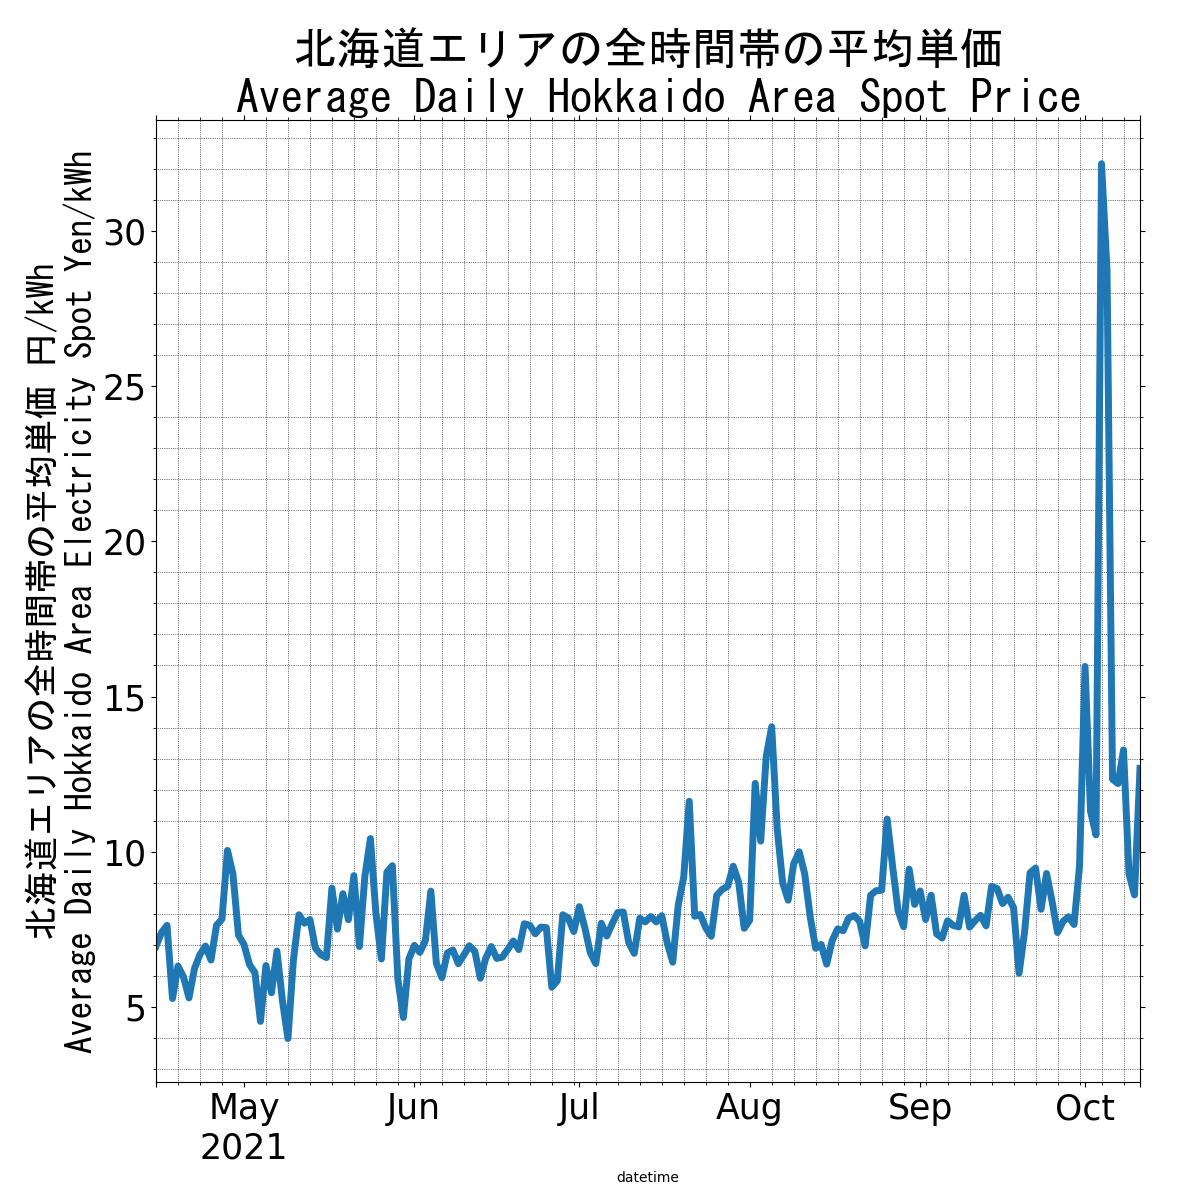 北海道エリアの全時間帯の平均単価
Average Daily Hokkaido Area Spot Price
北海道エリアの全時間帯の平均単価 円/kWh
Average Daily Hokkaido Area Electricity Spot Yen/kWh
30
25
20
15
10
5
May
2021
Jun
Jul
Aug
Sep
Oct
datetime